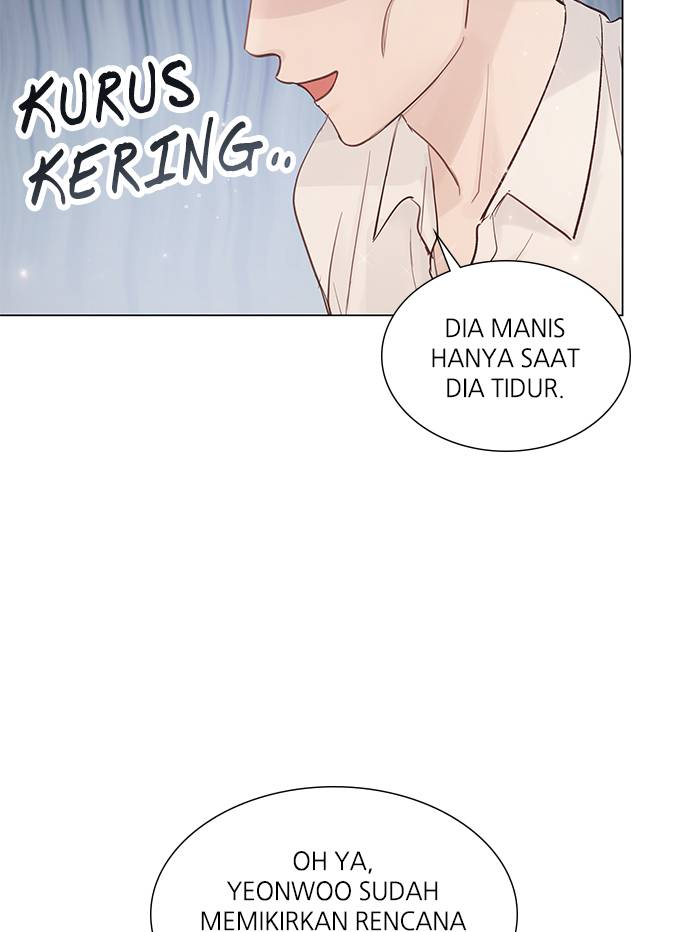 KURUS
KERING..
DIA MANIS
HANYA SAAT
DIA TIDUR.
OH YA,
YEONWOO SUDAH
MEMIKIRKAN RENCANA